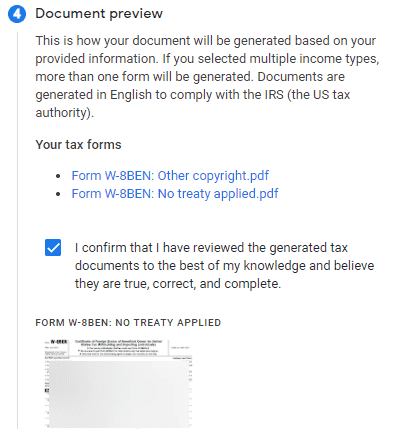 4 Document preview
This is how your document will be generated based on your
provided information. If you selected multiple income types,
more than one form will be generated. Documents are
generated in English to comply with the IRS (the US tax
authority).
Your tax forms
• Form W-8BEN: Other copyright.pdf
• Form W-8BEN: No treaty applied.pdf
I confirm that I have reviewed the generated tax
documents to the best of my knowledge and believe
they are true, correct, and complete.
FORM W-8BEN: NO TREATY APPLIED
W-8BEN